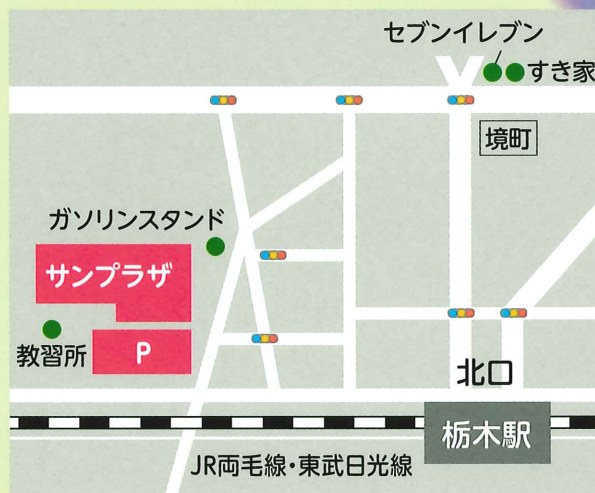 セブンイレブン
すき家
境町
ガソリンスタンド
サンプラザ
教習所
P
北口
栃木駅
JR両毛線・東武日光線